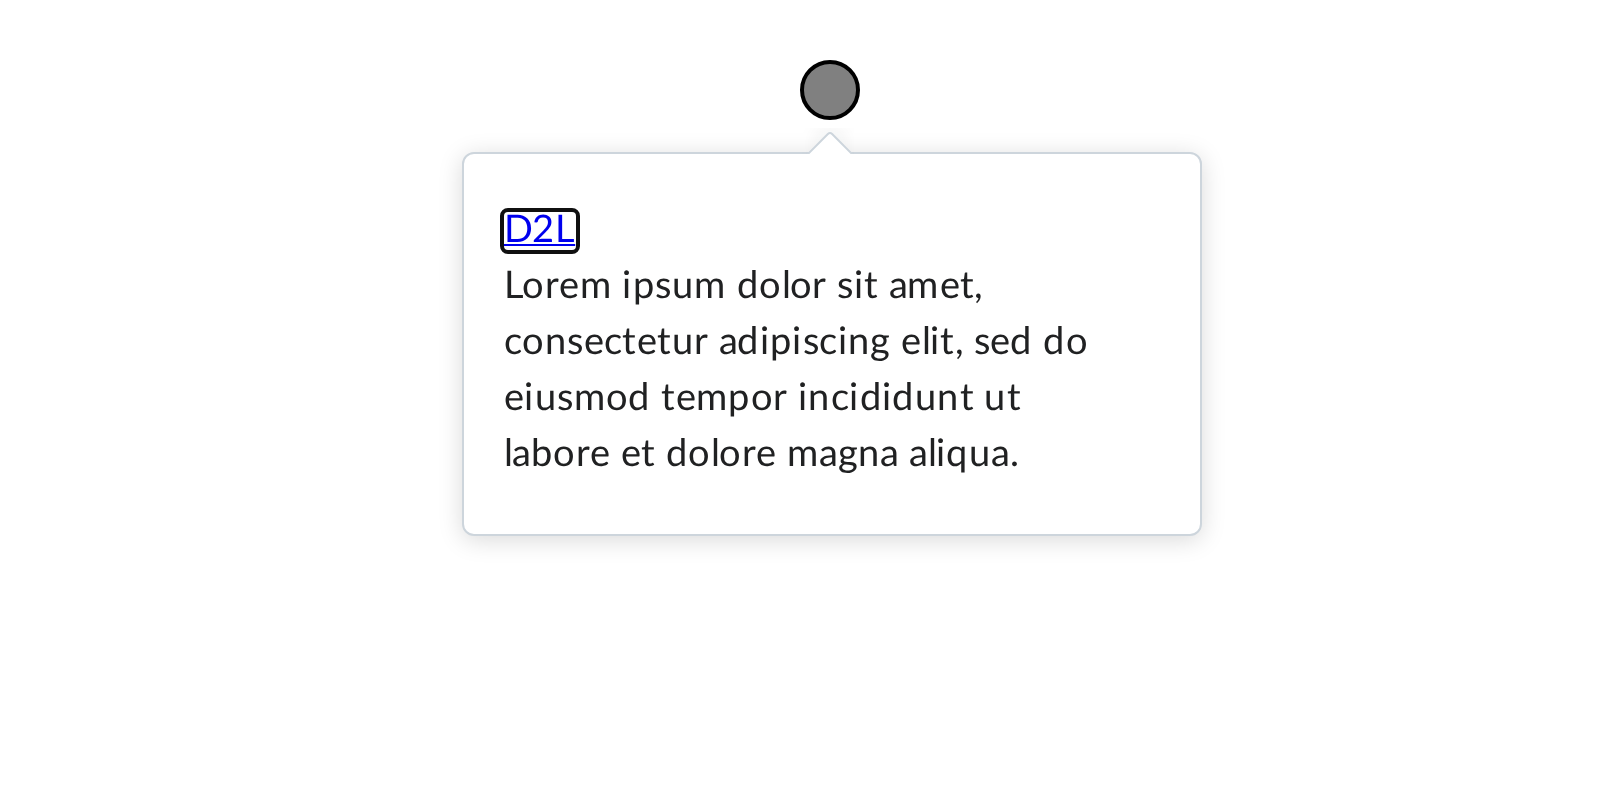 D2L
Lorem ipsum dolor sit amet,
consectetur adipiscing elit, sed do
eiusmod tempor incididunt ut
labore et dolore magna aliqua.